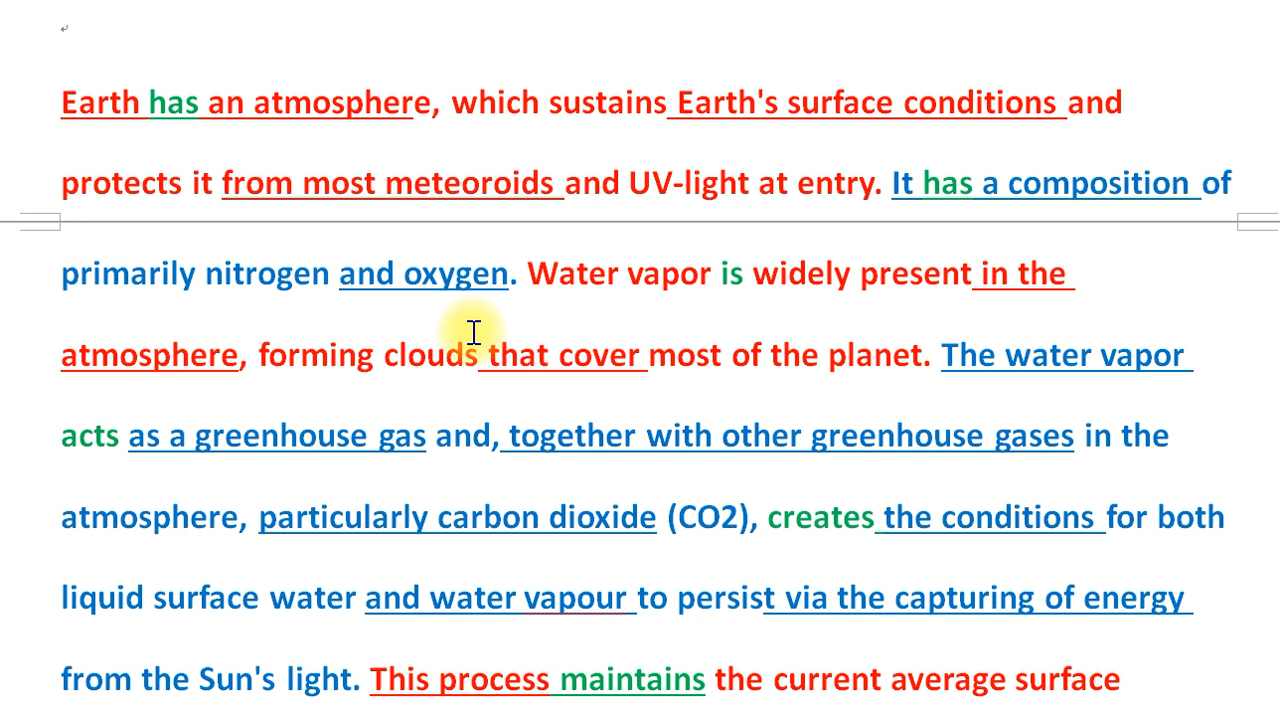 Earth has an atmosphere, which sustains Earth's surface conditions and
protects it from most meteoroids and UV-light at entry. It has a composition of
primarily nitrogen and oxygen. Water vapor is widely present in the
atmosphere, forming clouds that cover most of the planet. The water vapor
acts as a greenhouse gas and, together with other greenhouse gases in the
atmosphere, particularly carbon dioxide (CO2), creates the conditions for both
liquid surface water and water vapour to persist via the capturing of energy
from the Sun's light. This process maintains the current average surface